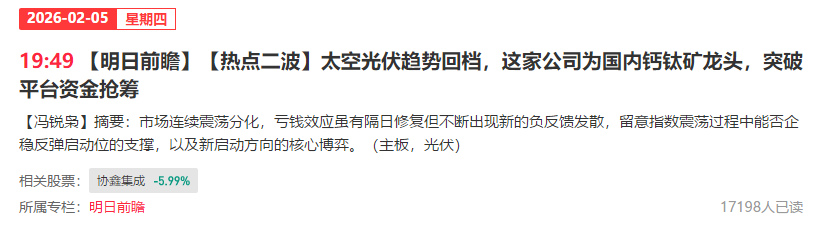 2026-02-05 星期四
19:49 【明日前瞻】【热点二波】太空光伏趋势回档，这家公司为国内钙钛矿龙头，突破
平台资金抢筹
【冯锐枭】摘要：市场连续震荡分化，亏钱效应虽有隔日修复但不断出现新的负反馈发散，留意指数震荡过程中能否企
稳反弹启动位的支撑，以及新启动方向的核心博弈。（主板，光伏）
相关股票： 协鑫集成 -5.99%
所属专栏：明日前瞻 17198人已读